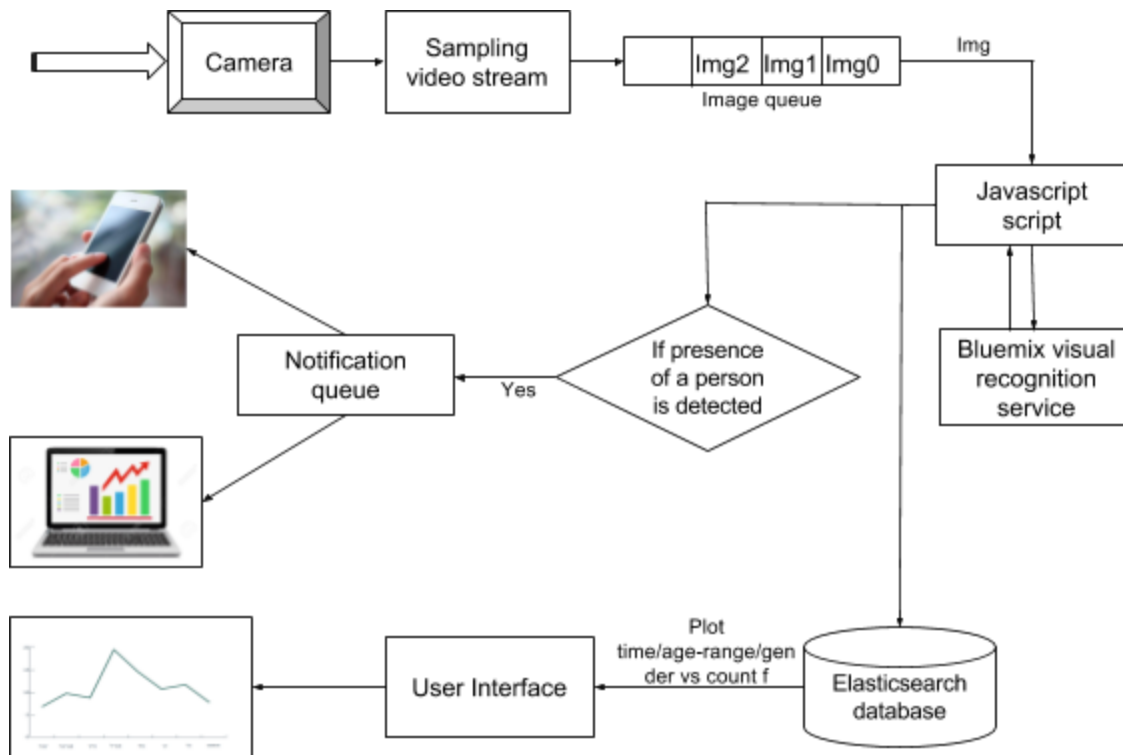 Camera
Sampling
video stream
Img2
Img1
Img0
Image queue
Img
Javascript
script
Bluemix visual
recognition
service
If presence
of a person
is detected
Yes
Notification
queue
Plot
time/age-range/gen
der vs count f
Elasticsearch
database
User Interface